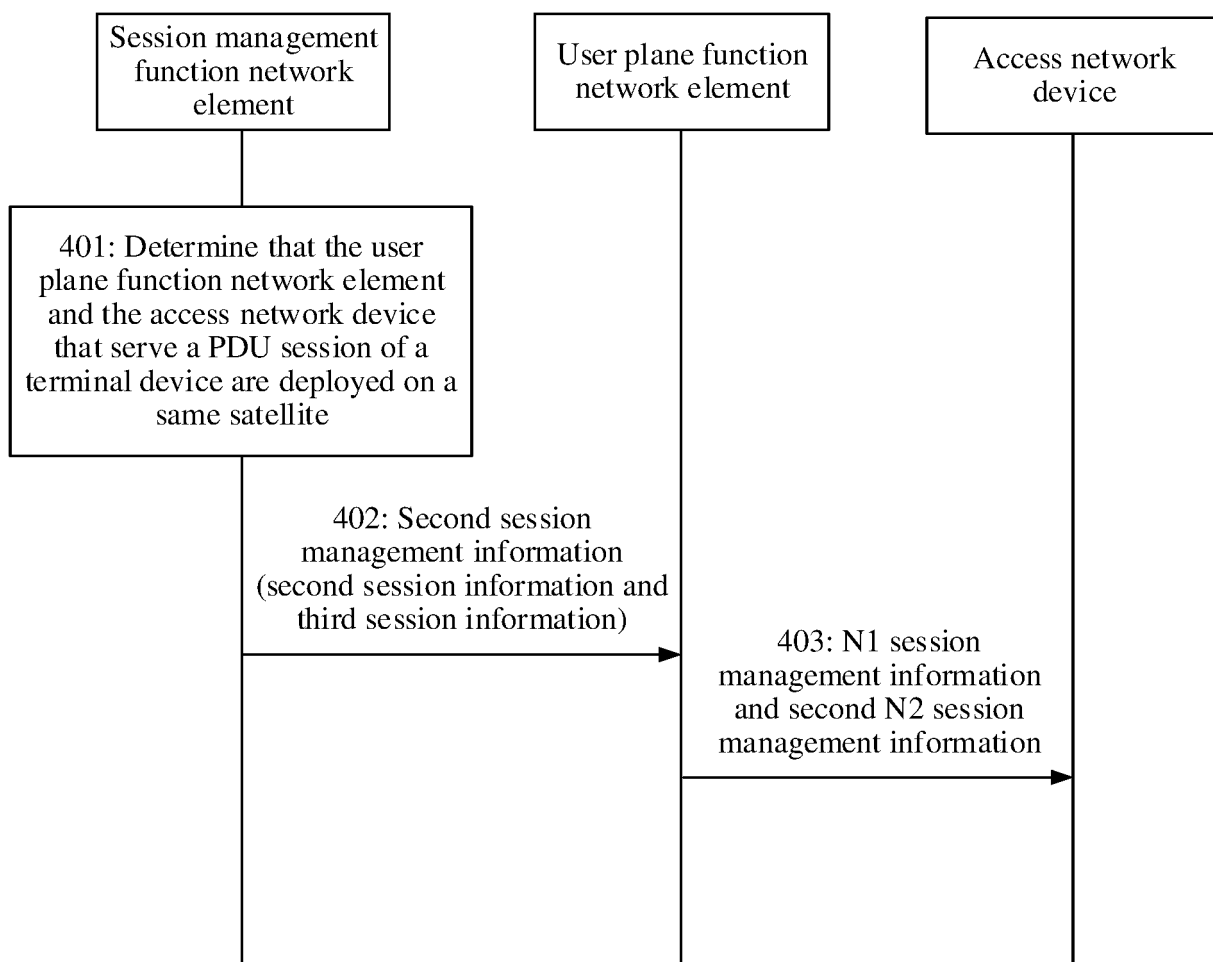 Session management
function network
element
User plane function
network element
Access network
device
401: Determine that the user
plane function network element
and the access network device
that serve a PDU session of a
terminal device are deployed on a
same satellite
402: Second session
management information
(second session information and
third session information)
403: N1 session
management information
and second N2 session
management information